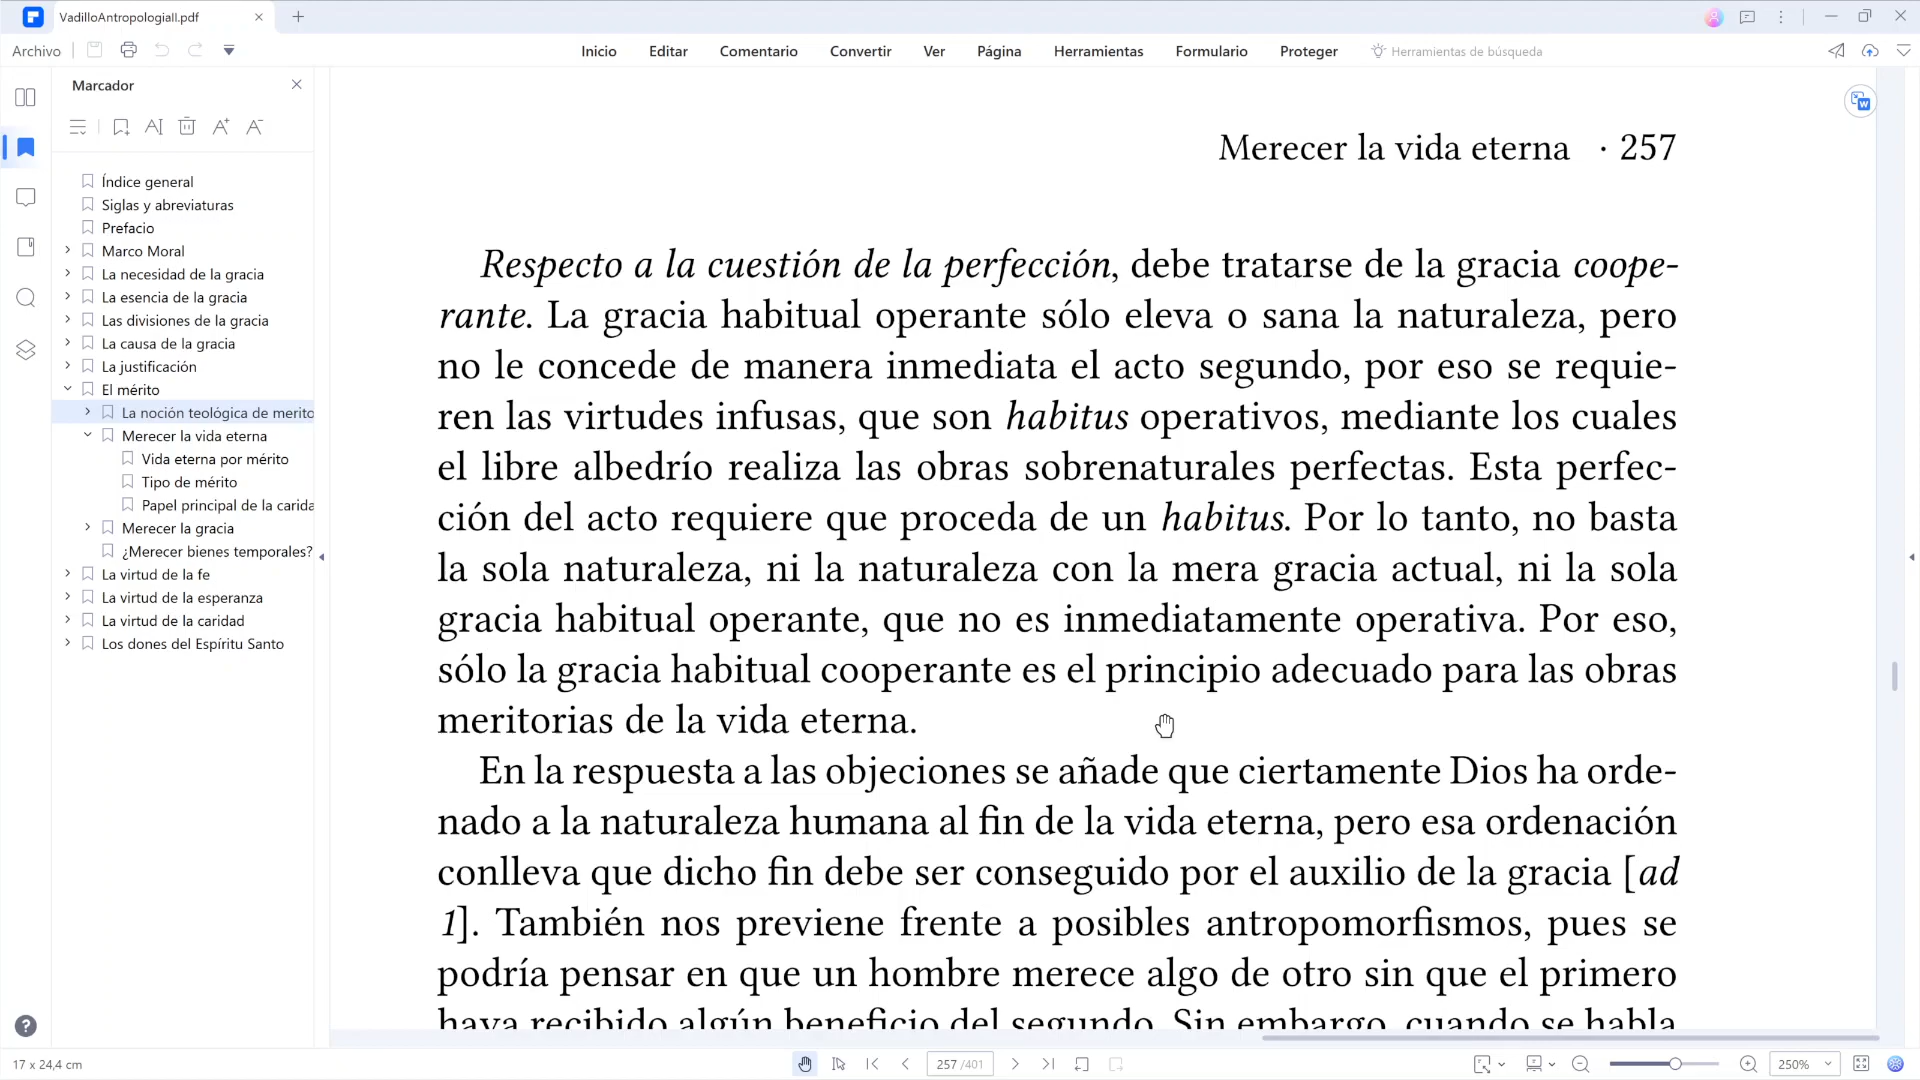 VadilloAntropologiaII.pdf
Archivo
Inicio
Editar
Comentario
Convertir
Ver
Página
Herramientas
Formulario
Proteger
Herramientas de búsqueda
Marcador
Índice general
Siglas y abreviaturas
Prefacio
Marco Moral
La necesidad de la gracia
La esencia de la gracia
Las divisiones de la gracia
La causa de la gracia
La justificación
El mérito
La noción teológica de merito
Merecer la vida eterna
Vida eterna por mérito
Tipo de mérito
Papel principal de la carida
Merecer la gracia
¿Merecer bienes temporales?
La virtud de la fe
La virtud de la esperanza
La virtud de la caridad
Los dones del Espíritu Santo
Merecer la vida eterna · 257
Respecto a la cuestión de la perfección, debe tratarse de la gracia coope-
rante. La gracia habitual operante sólo eleva o sana la naturaleza, pero
no le concede de manera inmediata el acto segundo, por eso se requie-
ren las virtudes infusas, que son habitus operativos, mediante los cuales
el libre albedrío realiza las obras sobrenaturales perfectas. Esta perfec-
ción del acto requiere que proceda de un habitus. Por lo tanto, no basta
la sola naturaleza, ni la naturaleza con la mera gracia actual, ni la sola
gracia habitual operante, que no es inmediatamente operativa. Por eso,
sólo la gracia habitual cooperante es el principio adecuado para las obras
meritorias de la vida eterna.
En la respuesta a las objeciones se añade que ciertamente Dios ha orde-
nado a la naturaleza humana al fin de la vida eterna, pero esa ordenación
conlleva que dicho fin debe ser conseguido por el auxilio de la gracia [ad
1]. También nos previene frente a posibles antropomorfismos, pues se
podría pensar en que un hombre merece algo de otro sin que el primero
haya recibido algún beneficio del segundo. Sin embargo, cuando se habla
17 x 24,4 cm
257 /401
250%